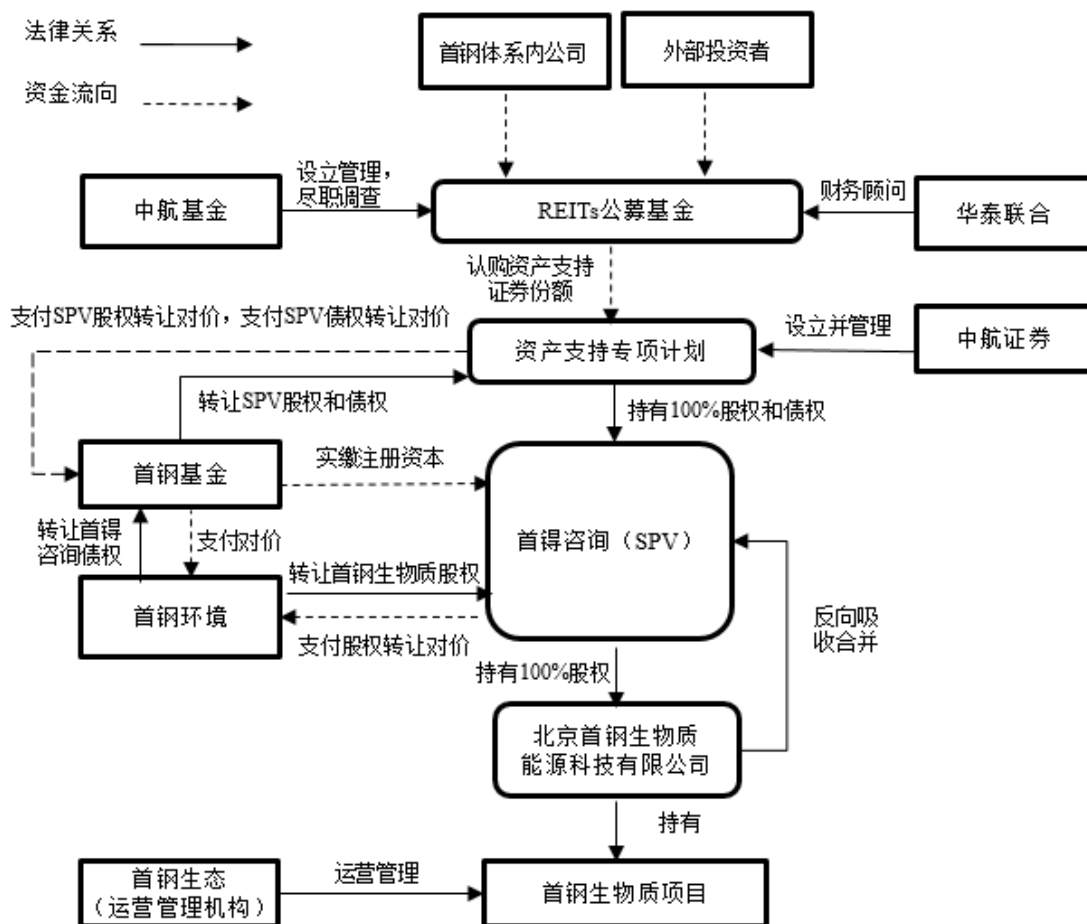 法律关系
资金流向
首钢体系内公司
外部投资者
中航基金
设立管理，
尽职调查
REITs公募基金
财务顾问
华泰联合
认购资产支持
证券份额
支付SPV股权转让对价，支付SPV债权转让对价
资产支持专项计划
设立并管理
中航证券
转让SPV股权和债权
持有100%股权和债权
首钢基金
实缴注册资本
转让首锝
咨询债权
支付对价
首锝咨询（SPV）
首钢环境
转让首钢生物质股权
支付股权转让对价
反向吸
收合并
持有100%股权
北京首钢生物质
能源科技有限公司
持有
首钢生态
（运营管理机构）
运营管理
首钢生物质项目